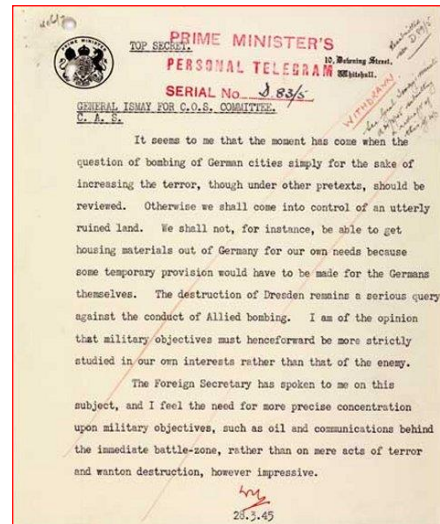 PRIME MINISTER'S
TOP SECRET.
10, Downing Street,
PERSONAL TELEGRAM Whitehall.
SERIAL No D.83/5
WITHDRAWN
GENERAL ISMAY FOR C.O.S. COMMITTEE.
C. A. S.
It seems to me that the moment has come when the
question of bombing of German cities simply for the sake of
increasing the terror, though under other pretexts, should be
reviewed. Otherwise we shall come into control of an utterly
ruined land. We shall not, for instance, be able to get
housing materials out of Germany for our own needs because
some temporary provision would have to be made for the Germans
themselves. The destruction of Dresden remains a serious query
against the conduct of Allied bombing. I am of the opinion
that military objectives must henceforward be more strictly
studied in our own interests rather than that of the enemy.
The Foreign Secretary has spoken to me on this
subject, and I feel the need for more precise concentration
upon military objectives, such as oil and communications behind
the immediate battle-zone, rather than on mere acts of terror
and wanton destruction, however impressive.
28.3.45